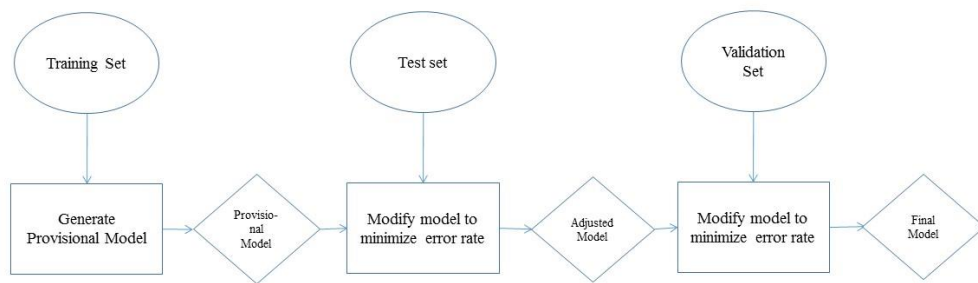 Training Set
Test set
Validation
Set
Generate
Provisional Model
Provisio-
nal
Model
Modify model to
minimize error rate
Adjusted
Model
Modify model to
minimize error rate
Final
Model